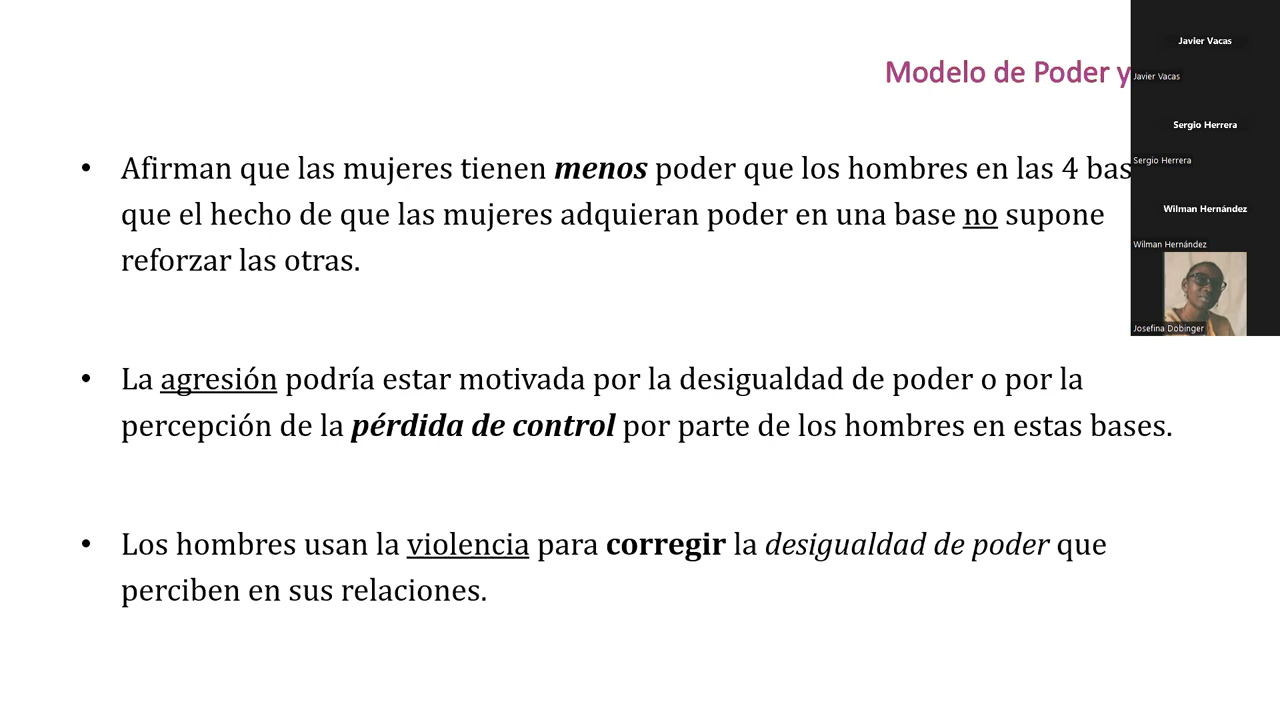 Modelo de Poder y
Afirman que las mujeres tienen menos poder que los hombres en las 4 bas
que el hecho de que las mujeres adquieran poder en una base no supone
reforzar las otras.
La agresión podría estar motivada por la desigualdad de poder o por la
percepción de la pérdida de control por parte de los hombres en estas bases.
Los hombres usan la violencia para corregir la desigualdad de poder que
perciben en sus relaciones.
Javier Vacas
Javier Vacas
Sergio Herrera
Sergio Herrera
Wilman Hernández
Wilman Hernández
Josefina Dobinger